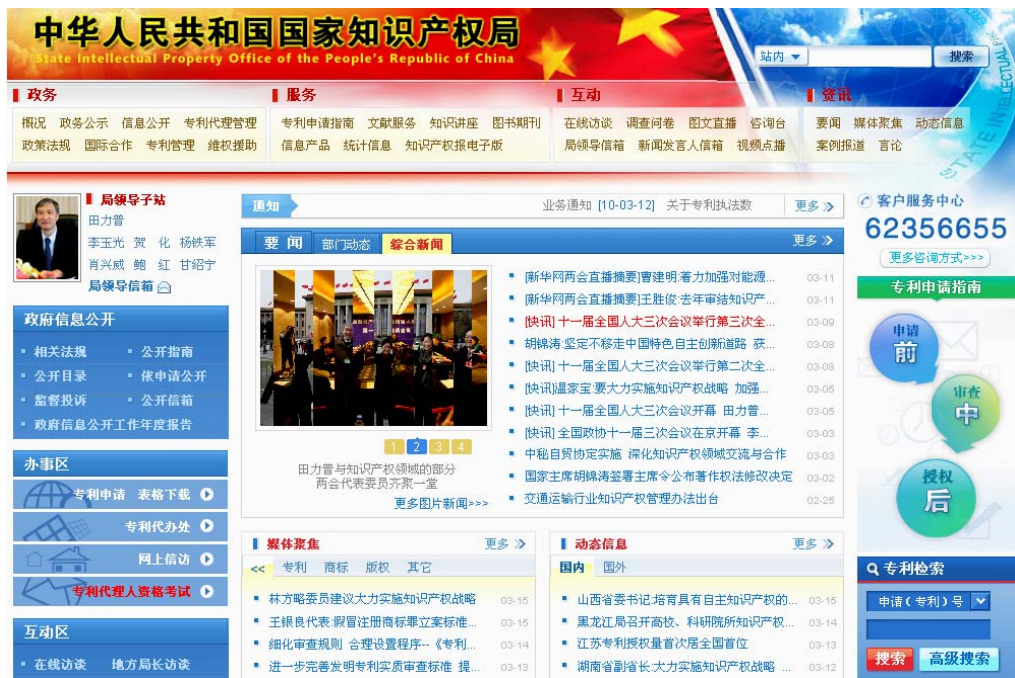 中华人民共和国国家知识产权局
State Intellectual Property Office of the People's Republic of China
站内
搜索
政务
服务
互动
资讯
概况 政务公示 信息公开 专利代理管理
专利申请指南 文献服务 知识讲座 图书期刊
在线访谈 调查问卷 图文直播 咨询台
要闻 媒体聚焦 动态信息
政策法规 国际合作 专利管理 维权援助
信息产品 统计信息 知识产权报电子版
局领导信箱 新闻发言人信箱 视频点播
案例报道 言论
STATE INTELLECTUAL
局领导子站
田力普
李玉光 贺 化 杨铁军
肖兴威 鲍 红 甘绍宁
局领导信箱
政府信息公开
相关法规 公开指南
公开目录 依申请公开
监督投诉 公开信箱
政府信息公开工作年度报告
办事区
专利申请 表格下载
专利代办处
网上信访
专利代理人资格考试
互动区
在线访谈 地方局长访谈
通知
业务通知 [10-03-12] 关于专利执法数
更多
要闻 部门动态 综合新闻
更多
1 2 3 4
田力普与知识产权领域的部分
两会代表委员齐聚一堂
更多图片新闻>>>
[新华网两会直播摘要]曹建明:着力加强对能源... 03-11
[新华网两会直播摘要]王胜俊:去年审结知识产... 03-11
[快讯]十一届全国人大三次会议举行第三次全... 03-09
胡锦涛:坚定不移走中国特色自主创新道路 获... 03-08
[快讯]十一届全国人大三次会议举行第二次全... 03-08
[快讯]温家宝:要大力实施知识产权战略 加强... 03-05
[快讯]十一届全国人大三次会议开幕 田力普... 03-05
[快讯]全国政协十一届三次会议在京开幕 李... 03-03
中秘自贸协定实施 深化知识产权领域交流与合作 03-03
国家主席胡锦涛签署主席令公布著作权法修改决定 03-02
交通运输行业知识产权管理办法出台 02-25
媒体聚焦
更多
<< 专利 商标 版权 其它
林方略委员建议大力实施知识产权战略 03-15
王银良代表:假冒注册商标罪立案标准... 03-15
细化审查规则 合理设置程序--《专利... 03-14
进一步完善发明专利实质审查标准 提... 03-13
动态信息
更多
国内 国外
山西省委书记:培育具有自主知识产权的... 03-15
黑龙江局召开高校、科研院所知识产权... 03-14
江苏专利授权量首次居全国首位 03-13
湖南省副省长:大力实施知识产权战略 ... 03-12
客户服务中心
62356655
更多咨询方式>>>
专利申请指南
申请
前
审查
中
授权
后
专利检索
申请(专利)号
搜索 高级搜索